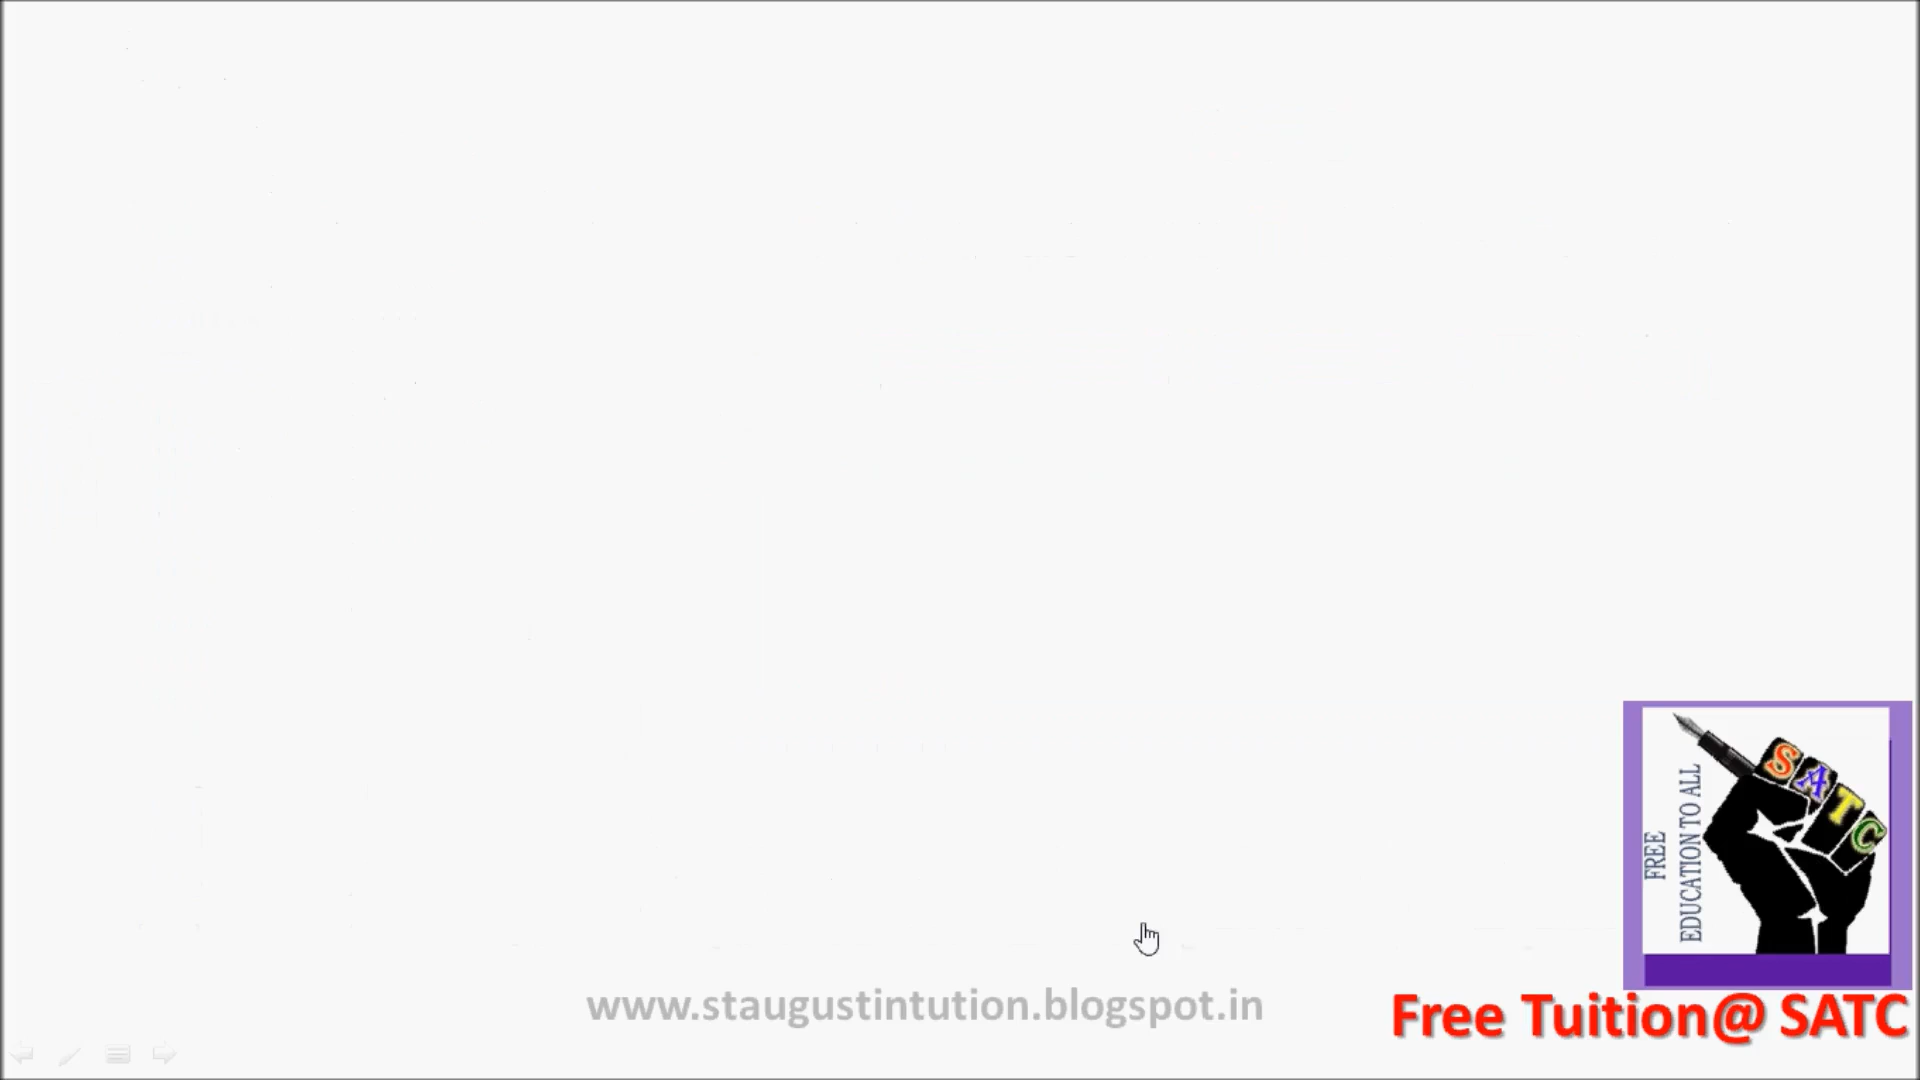 SATC
FREE
EDUCATION TO ALL
www.staugustintution.blogspot.in
Free Tuition@ SATC